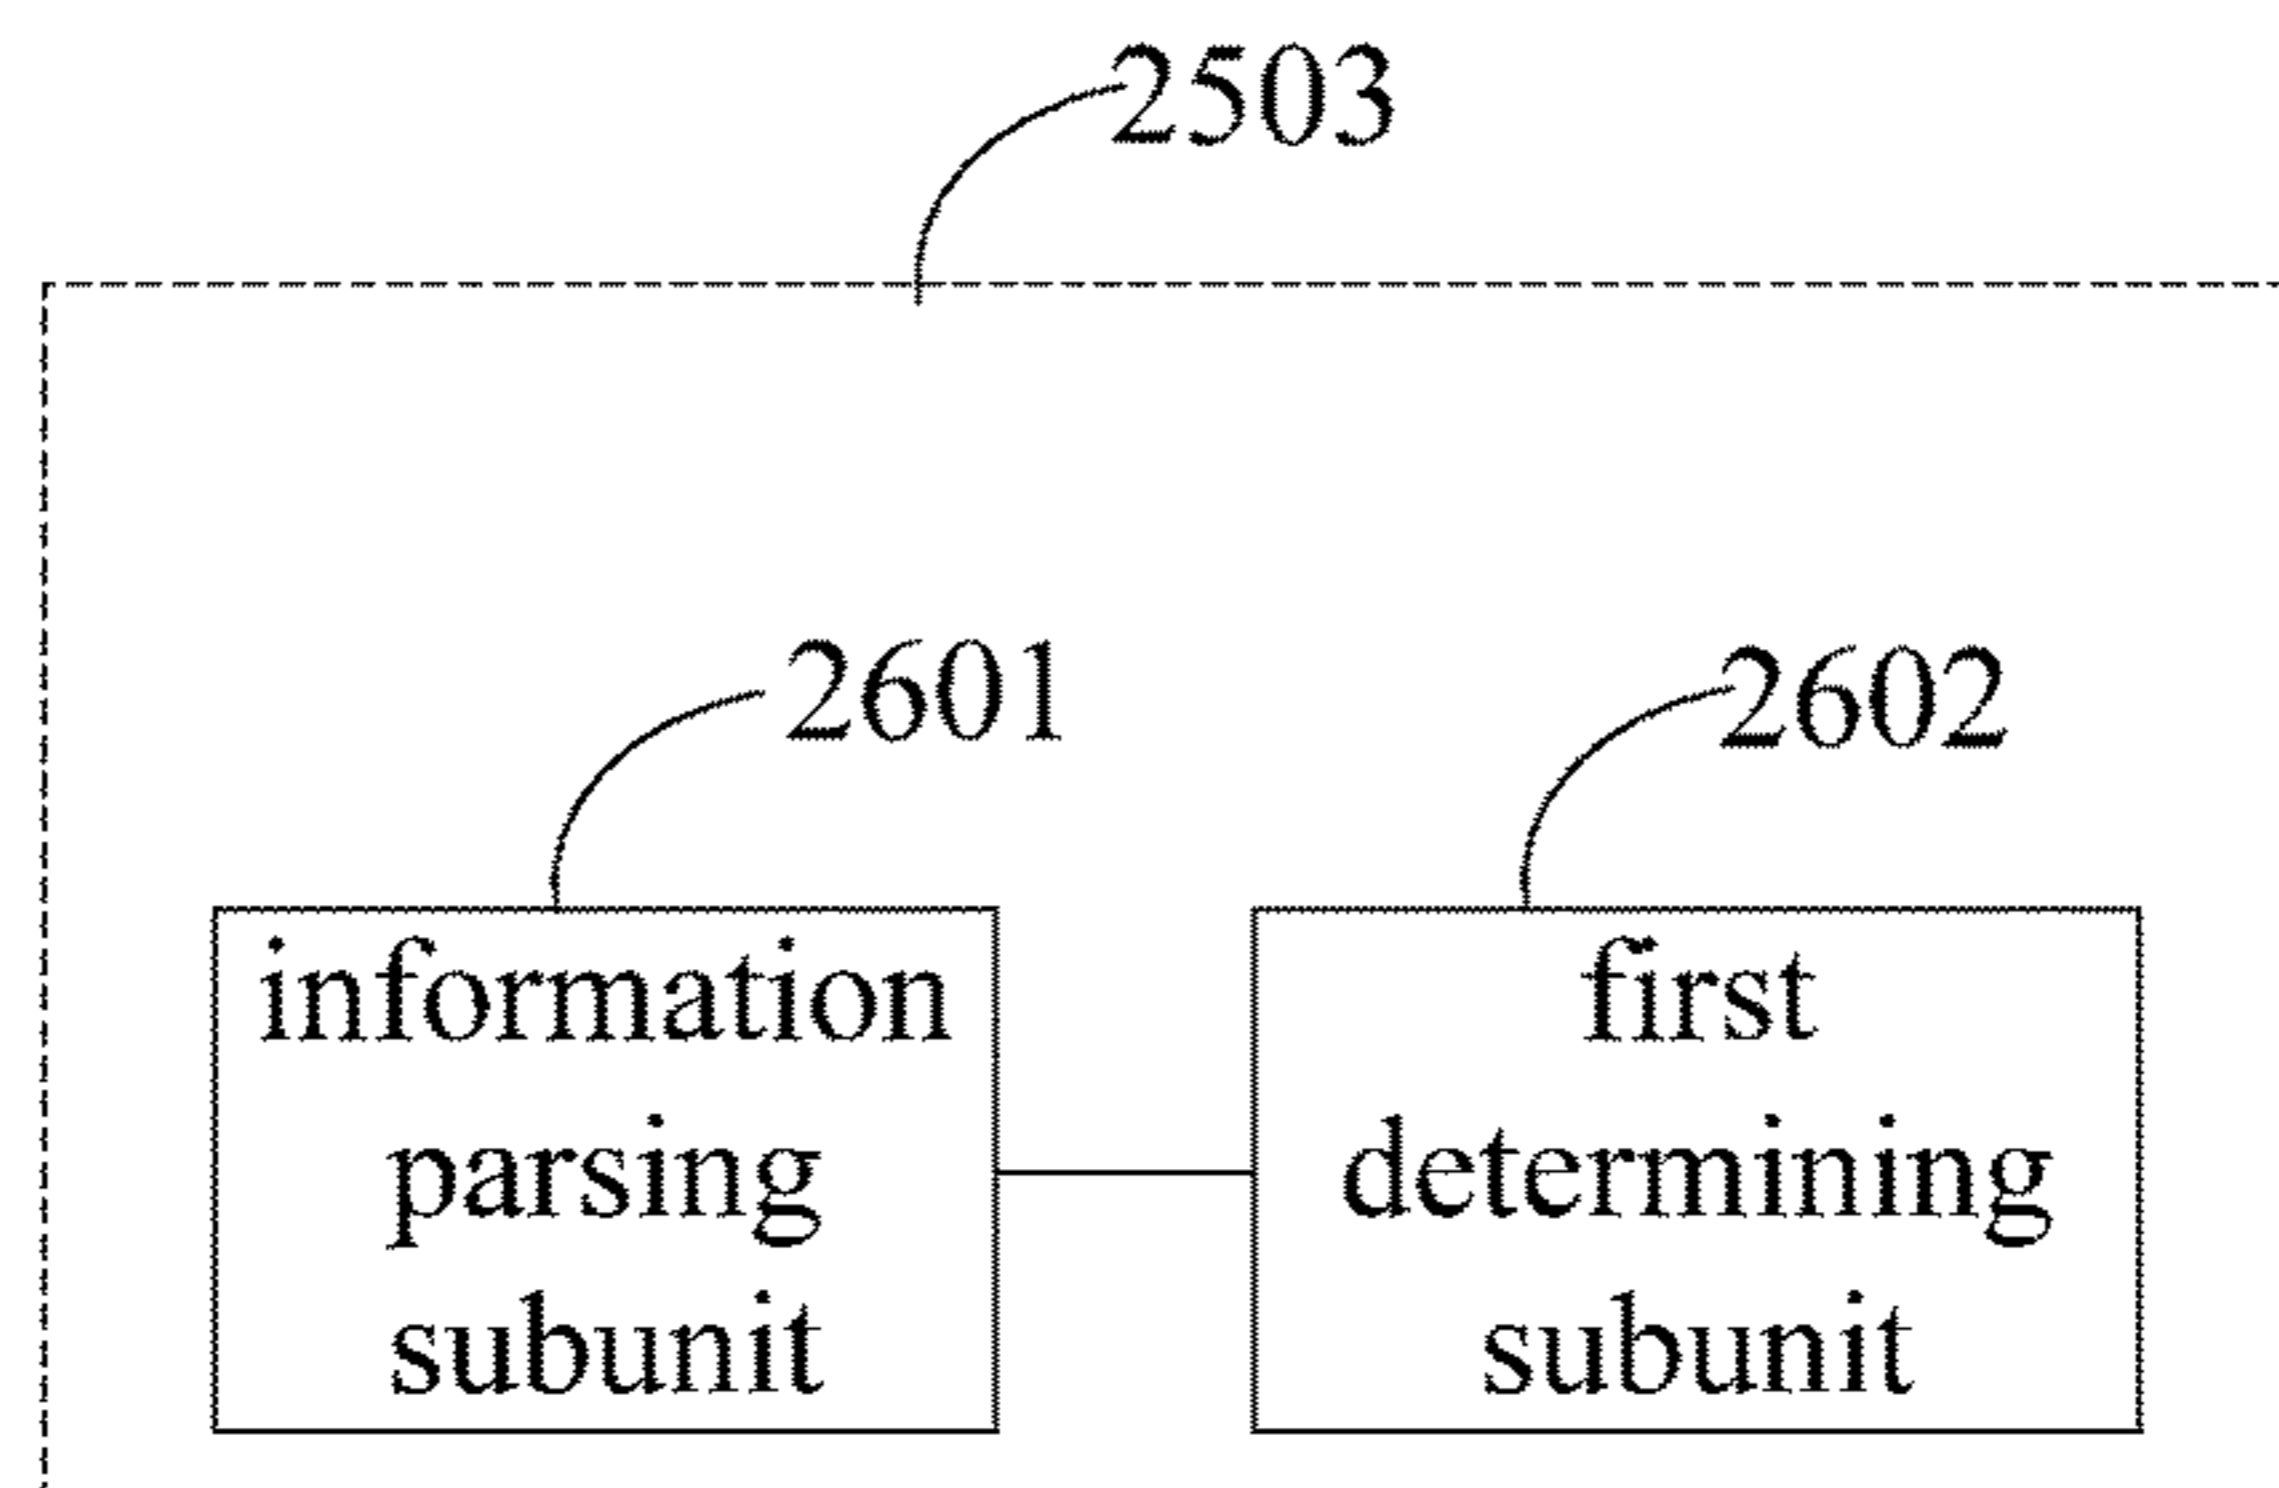 2503
2601
2602
information
parsing
subunit
first
determining
subunit